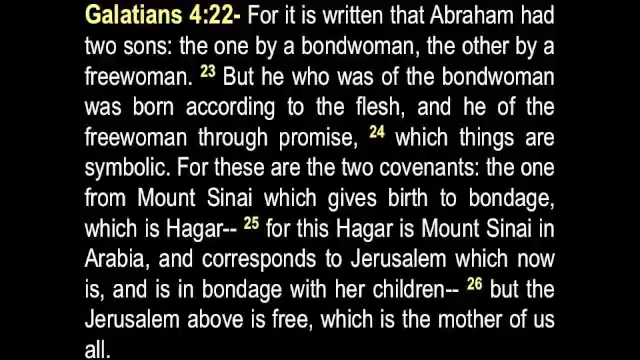 Galatians 4:22- For it is written that Abraham had
two sons: the one by a bondwoman, the other by a
freewoman. 23 But he who was of the bondwoman
was born according to the flesh, and he of the
freewoman through promise, 24 which things are
symbolic. For these are the two covenants: the one
from Mount Sinai which gives birth to bondage,
which is Hagar-- 25 for this Hagar is Mount Sinai in
Arabia, and corresponds to Jerusalem which now
is, and is in bondage with her children-- 26 but the
Jerusalem above is free, which is the mother of us
all.